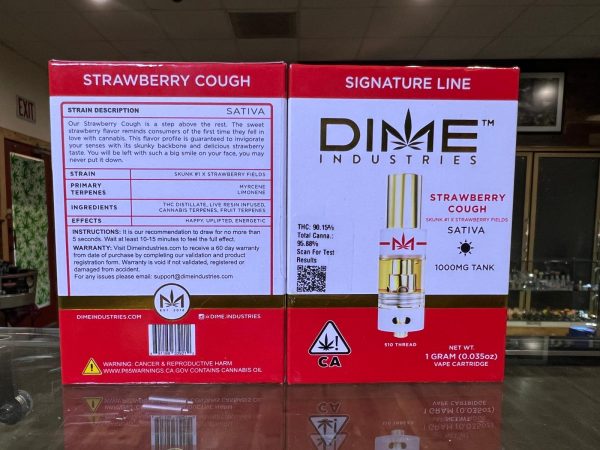 EXIT
STRAWBERRY COUGH
STRAIN DESCRIPTION SATIVA
Our Strawberry Cough is a step above the rest. The sweet
strawberry flavor reminds consumers of the first time they fell in
love with cannabis. This flavor profile is guaranteed to invigorate
your senses with its skunky backbone and delicious strawberry
taste. You will be left with such a big smile on your face, you may
never put it down.
STRAIN SKUNK #1 X STRAWBERRY FIELDS
PRIMARY TERPENES MYRCENE
LIMONENE
INGREDIENTS THC DISTILLATE, LIVE RESIN INFUSED,
CANNABIS TERPENES, FRUIT TERPENES
EFFECTS HAPPY, UPLIFTED, ENERGETIC
INSTRUCTIONS: It is our recommendation to draw for no more than
5 seconds. Wait at least 10-15 minutes to feel the full effect.
WARRANTY: Visit Dimeindustries.com to receive a 60 day warranty
from date of purchase by completing our validation and product
registration form. Warranty is void if not validated, registered or
damaged from accident.
For any issues please email: support@dimeindustries.com
EST. 2016
DIMEINDUSTRIES.COM @DIME.INDUSTRIES
WARNING: CANCER & REPRODUCTIVE HARM
WWW.P65WARNINGS.CA.GOV CONTAINS CANNABIS OIL
SIGNATURE LINE
DIME™
INDUSTRIES
STRAWBERRY
COUGH
SKUNK #1 X STRAWBERRY FIELDS
SATIVA
1000MG TANK
THC: 90.15%
Total Canna.:
95.88%
Scan For Test
Results
!
CA
510 THREAD
NET WT.
1 GRAM (0.035oz)
VAPE CARTRIDGE